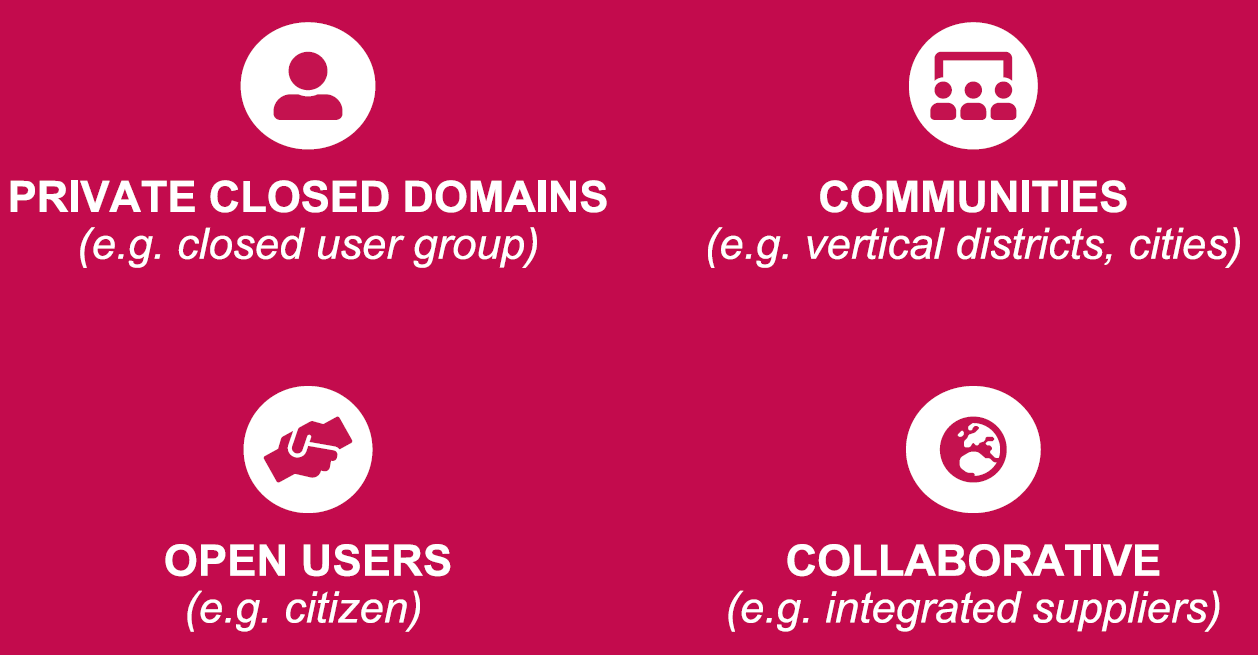 PRIVATE CLOSED DOMAINS
(e.g. closed user group)
COMMUNITIES
(e.g. vertical districts, cities)
OPEN USERS
(e.g. citizen)
COLLABORATIVE
(e.g. integrated suppliers)